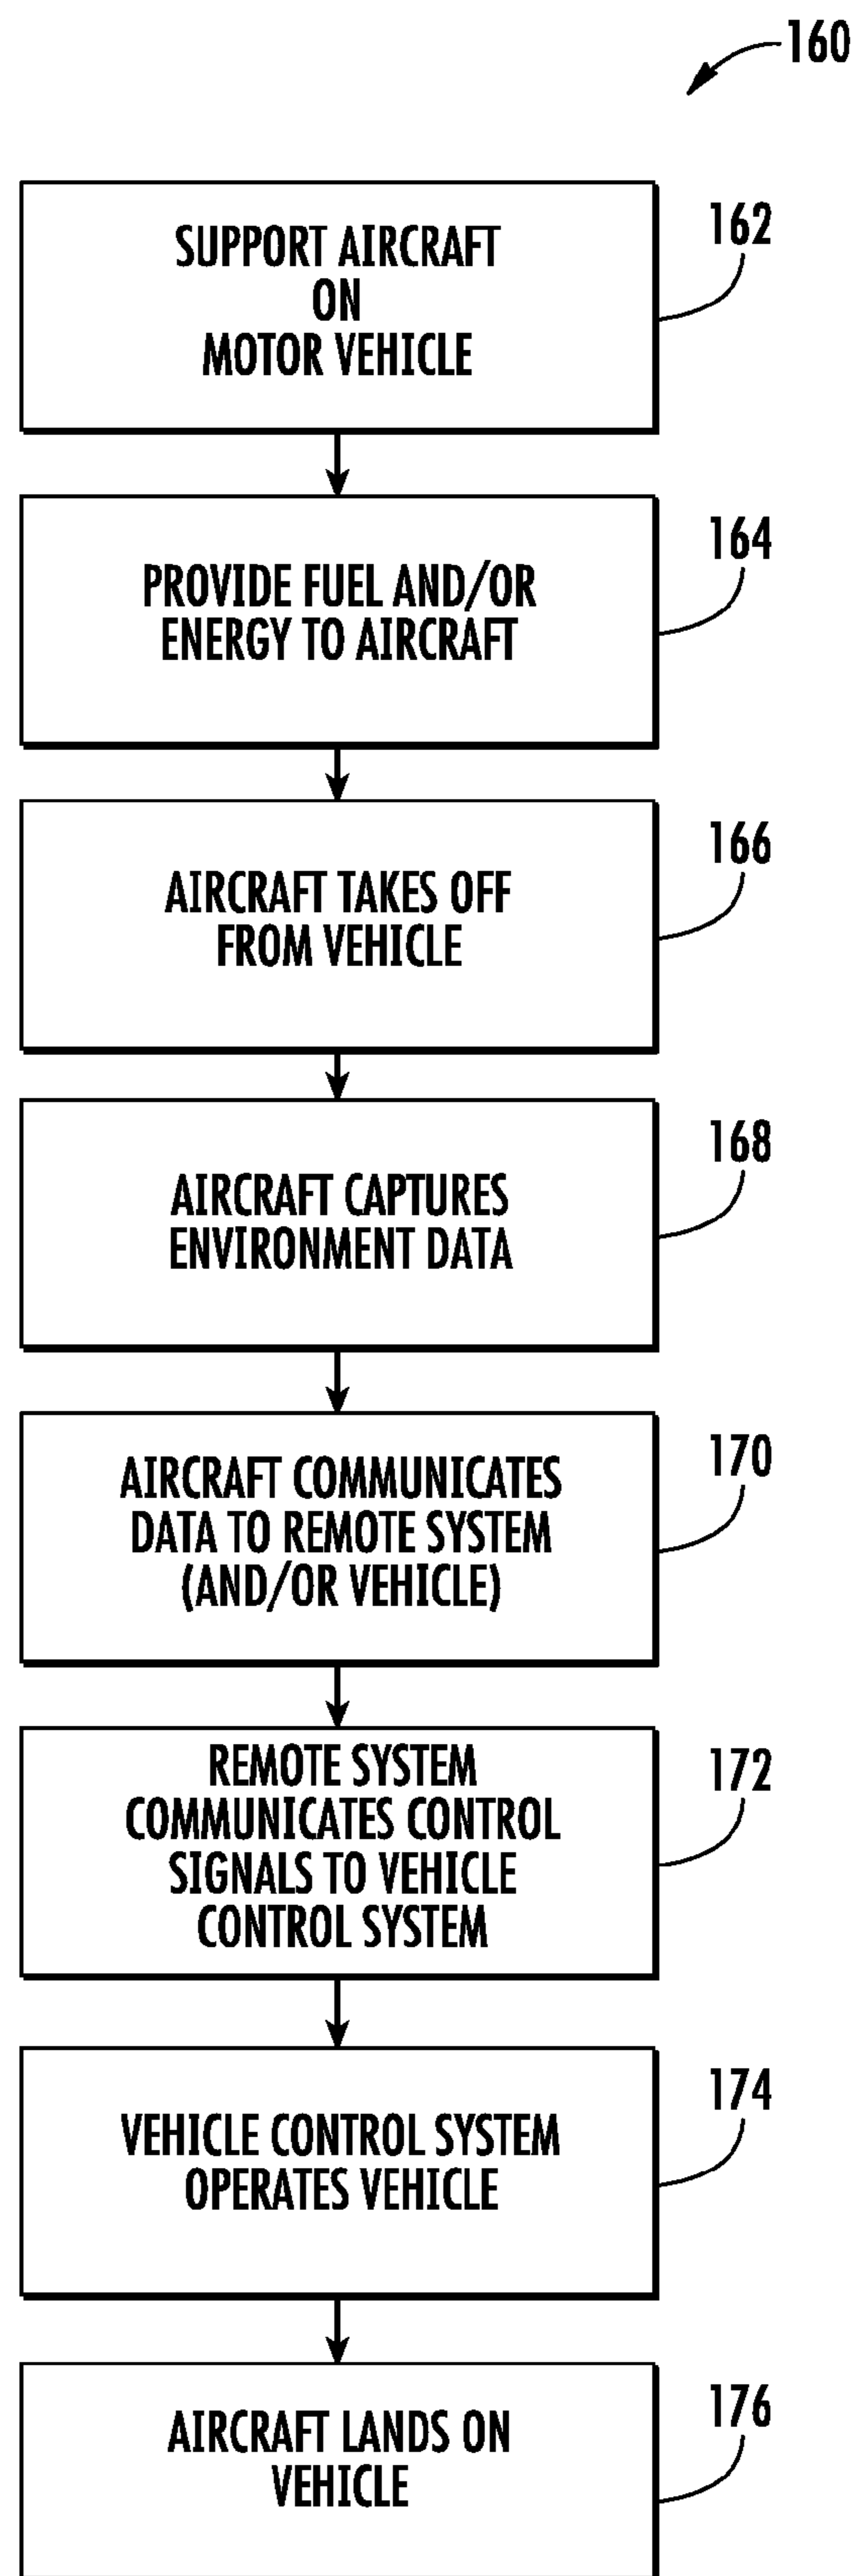 160
SUPPORT AIRCRAFT
ON
MOTOR VEHICLE
162
PROVIDE FUEL AND/OR
ENERGY TO AIRCRAFT
164
AIRCRAFT TAKES OFF
FROM VEHICLE
166
AIRCRAFT CAPTURES
ENVIRONMENT DATA
168
AIRCRAFT COMMUNICATES
DATA TO REMOTE SYSTEM
(AND/OR VEHICLE)
170
REMOTE SYSTEM
COMMUNICATES CONTROL
SIGNALS TO VEHICLE
CONTROL SYSTEM
172
VEHICLE CONTROL SYSTEM
OPERATES VEHICLE
174
AIRCRAFT LANDS ON
VEHICLE
176